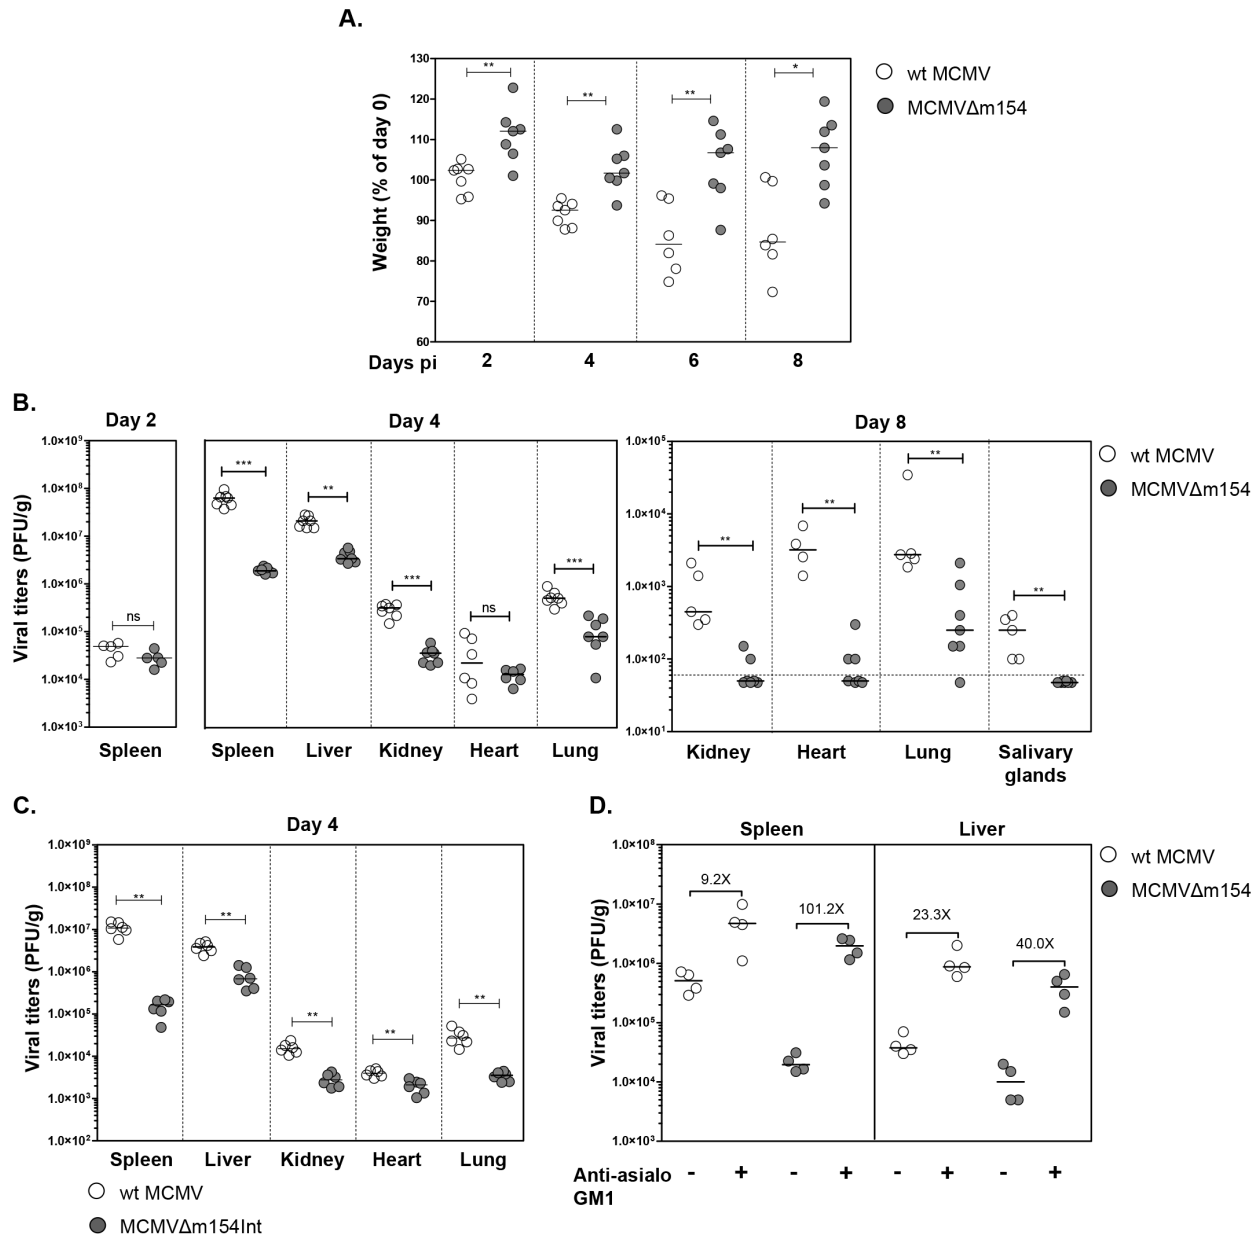 A.
130
120
110
100
90
80
70
60
Weight (% of day 0)
** ** ** *
wt MCMV
MCMVΔm154
Days pi 2 4 6 8
B.
Day 2 Day 4 Day 8
1.0×10⁹
1.0×10⁸
1.0×10⁷
1.0×10⁶
1.0×10⁵
1.0×10⁴
1.0×10³
Viral titers (PFU/g)
ns
*** ** *** ns ***
1.0×10⁵
1.0×10⁴
1.0×10³
1.0×10²
1.0×10¹
** ** ** **
wt MCMV
MCMVΔm154
Spleen Spleen Liver Kidney Heart Lung Kidney Heart Lung Salivary
glands
C.
Day 4
1.0×10⁹
1.0×10⁸
1.0×10⁷
1.0×10⁶
1.0×10⁵
1.0×10⁴
1.0×10³
1.0×10²
Viral titers (PFU/g)
** ** ** ** **
Spleen Liver Kidney Heart Lung
wt MCMV
MCMVΔm154Int
D.
Spleen Liver
1.0×10⁸
1.0×10⁷
1.0×10⁶
1.0×10⁵
1.0×10⁴
1.0×10³
Viral titers (PFU/g)
9.2X 101.2X 23.3X 40.0X
wt MCMV
MCMVΔm154
Anti-asialo - + - + - + - +
GM1